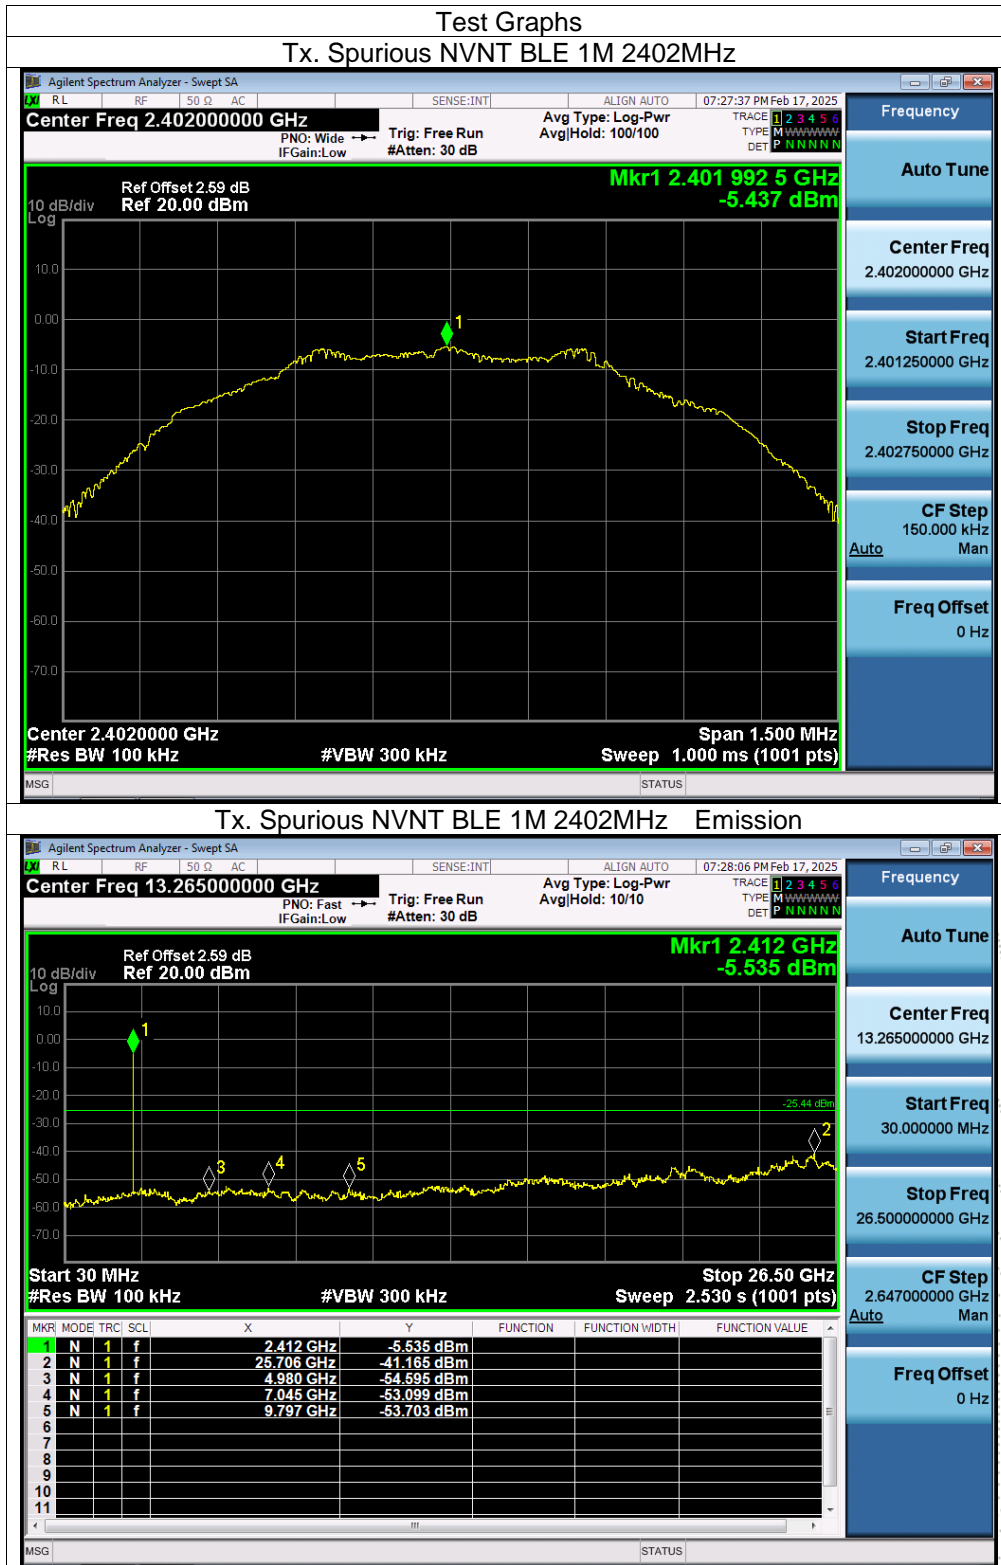 Test Graphs
Tx. Spurious NVNT BLE 1M 2402MHz
Agilent Spectrum Analyzer - Swept SA
LXI RL RF 50 Ω AC SENSE:INT ALIGN AUTO 07:27:37 PM Feb 17, 2025
Center Freq 2.402000000 GHz
PNO: Wide
IFGain:Low
Trig: Free Run
#Atten: 30 dB
Avg Type: Log-Pwr
Avg|Hold: 100/100
TRACE 1 2 3 4 5 6
TYPE M W W W W W
DET P N N N N N
Mkr1 2.401 992 5 GHz
-5.437 dBm
Ref Offset 2.59 dB
10 dB/div Ref 20.00 dBm
Log
10.0
0.00
-10.0
-20.0
-30.0
-40.0
-50.0
-60.0
-70.0
1
Center 2.4020000 GHz Span 1.500 MHz
#Res BW 100 kHz #VBW 300 kHz Sweep 1.000 ms (1001 pts)
MSG STATUS
Frequency
Auto Tune
Center Freq
2.402000000 GHz
Start Freq
2.401250000 GHz
Stop Freq
2.402750000 GHz
CF Step
150.000 kHz
Auto Man
Freq Offset
0 Hz
Tx. Spurious NVNT BLE 1M 2402MHz Emission
Agilent Spectrum Analyzer - Swept SA
LXI RL RF 50 Ω AC SENSE:INT ALIGN AUTO 07:28:06 PM Feb 17, 2025
Center Freq 13.265000000 GHz
PNO: Fast
IFGain:Low
Trig: Free Run
#Atten: 30 dB
Avg Type: Log-Pwr
Avg|Hold: 10/10
TRACE 1 2 3 4 5 6
TYPE M W W W W W
DET P N N N N N
Mkr1 2.412 GHz
-5.535 dBm
Ref Offset 2.59 dB
10 dB/div Ref 20.00 dBm
Log
10.0
0.00
-10.0
-20.0
-30.0
-40.0
-50.0
-60.0
-70.0
1
-25.44 dBm
2
3
4
5
Start 30 MHz Stop 26.50 GHz
#Res BW 100 kHz #VBW 300 kHz Sweep 2.530 s (1001 pts)
MKR MODE TRC SCL X Y FUNCTION FUNCTION WIDTH FUNCTION VALUE
1 N 1 f 2.412 GHz -5.535 dBm
2 N 1 f 25.706 GHz -41.165 dBm
3 N 1 f 4.980 GHz -54.595 dBm
4 N 1 f 7.045 GHz -53.099 dBm
5 N 1 f 9.797 GHz -53.703 dBm
6
7
8
9
10
11
MSG STATUS
Frequency
Auto Tune
Center Freq
13.265000000 GHz
Start Freq
30.000000 MHz
Stop Freq
26.500000000 GHz
CF Step
2.647000000 GHz
Auto Man
Freq Offset
0 Hz